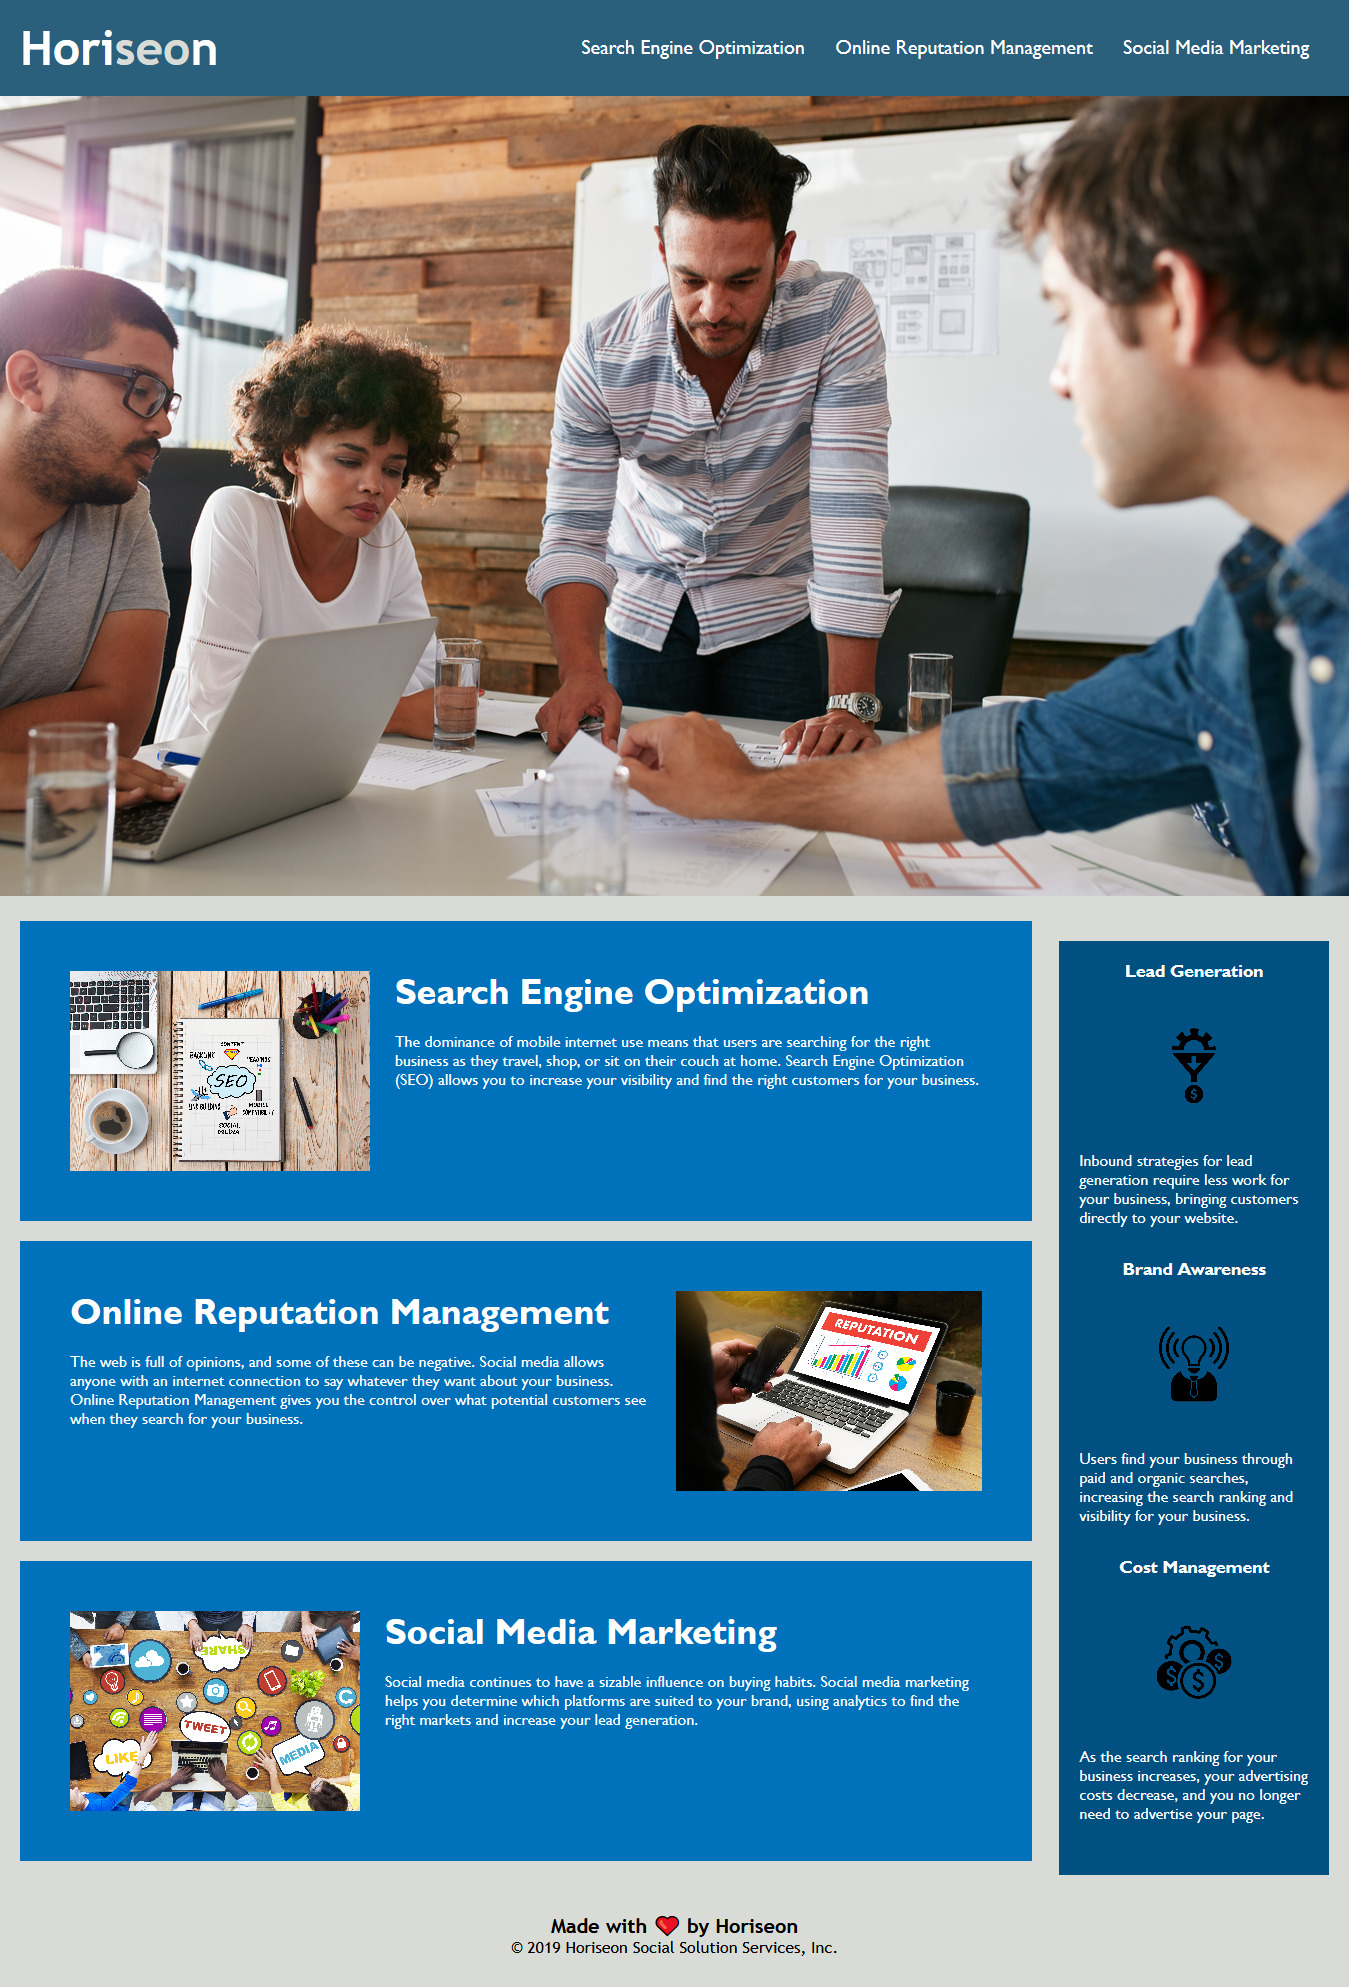 Horiseon
Search Engine Optimization
Online Reputation Management
Social Media Marketing
Search Engine Optimization
The dominance of mobile internet use means that users are searching for the right
business as they travel, shop, or sit on their couch at home. Search Engine Optimization
(SEO) allows you to increase your visibility and find the right customers for your business.
CONTENT
BACKLINK
KEYWORDS
SEO
LINK BUILDING
SOCIAL
MEDIA
Online Reputation Management
The web is full of opinions, and some of these can be negative. Social media allows
anyone with an internet connection to say whatever they want about your business.
Online Reputation Management gives you the control over what potential customers see
when they search for your business.
REPUTATION
Social Media Marketing
Social media continues to have a sizable influence on buying habits. Social media marketing
helps you determine which platforms are suited to your brand, using analytics to find the
right markets and increase your lead generation.
SHARE
TWEET
LIKE
MEDIA
Lead Generation
$
Inbound strategies for lead
generation require less work for
your business, bringing customers
directly to your website.
Brand Awareness
Users find your business through
paid and organic searches,
increasing the search ranking and
visibility for your business.
Cost Management
$ $ $
As the search ranking for your
business increases, your advertising
costs decrease, and you no longer
need to advertise your page.
Made with ❤️ by Horiseon
© 2019 Horiseon Social Solution Services, Inc.